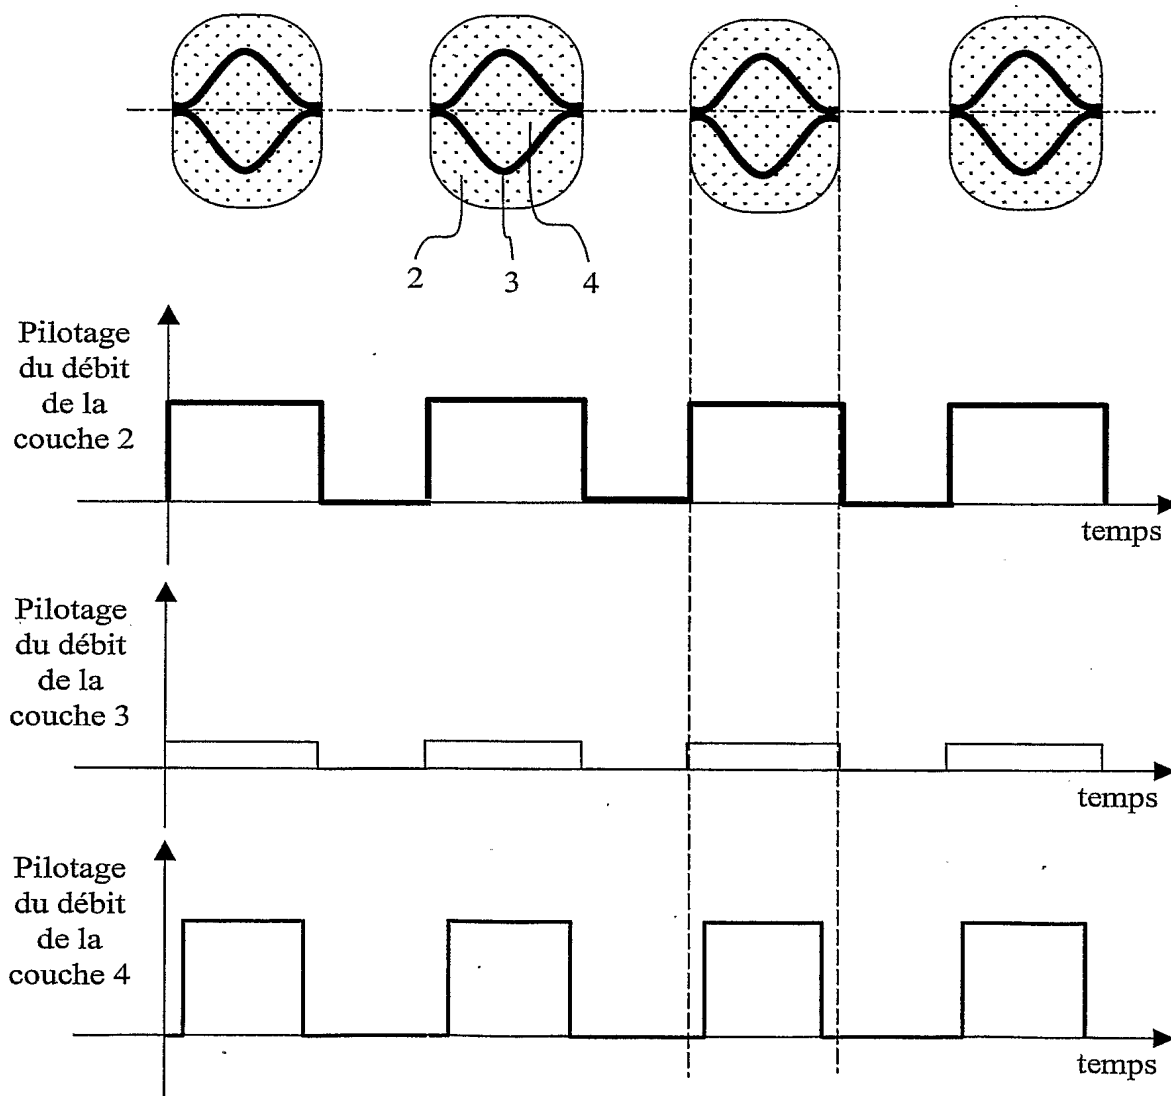 2 3 4
Pilotage
du débit
de la
couche 2
temps
Pilotage
du débit
de la
couche 3
temps
Pilotage
du débit
de la
couche 4
temps